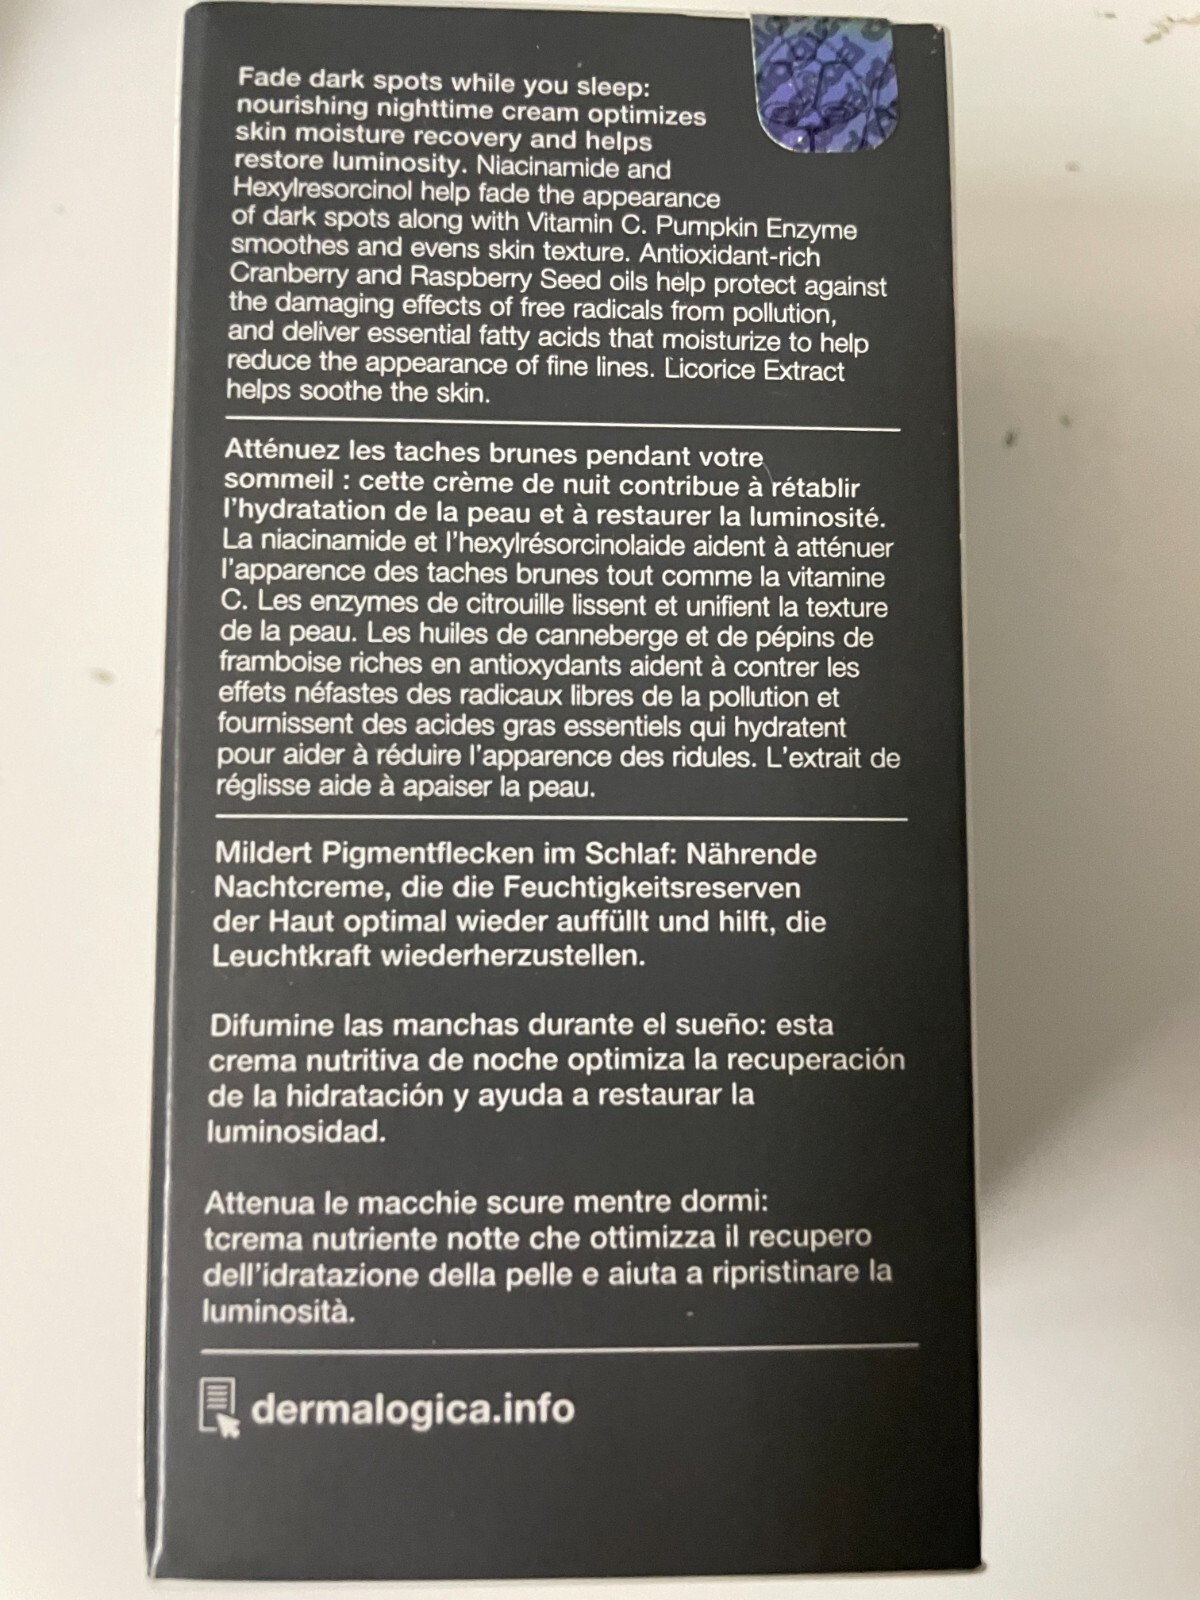 Fade dark spots while you sleep:
nourishing nighttime cream optimizes
skin moisture recovery and helps
restore luminosity. Niacinamide and
Hexylresorcinol help fade the appearance
of dark spots along with Vitamin C. Pumpkin Enzyme
smoothes and evens skin texture. Antioxidant-rich
Cranberry and Raspberry Seed oils help protect against
the damaging effects of free radicals from pollution,
and deliver essential fatty acids that moisturize to help
reduce the appearance of fine lines. Licorice Extract
helps soothe the skin.
Atténuez les taches brunes pendant votre
sommeil : cette crème de nuit contribue à rétablir
l'hydratation de la peau et à restaurer la luminosité.
La niacinamide et l'hexylrésorcinolaide aident à atténuer
l'apparence des taches brunes tout comme la vitamine
C. Les enzymes de citrouille lissent et unifient la texture
de la peau. Les huiles de canneberge et de pépins de
framboise riches en antioxydants aident à contrer les
effets néfastes des radicaux libres de la pollution et
fournissent des acides gras essentiels qui hydratent
pour aider à réduire l'apparence des ridules. L'extrait de
réglisse aide à apaiser la peau.
Mildert Pigmentflecken im Schlaf: Nährende
Nachtcreme, die die Feuchtigkeitsreserven
der Haut optimal wieder auffüllt und hilft, die
Leuchtkraft wiederherzustellen.
Difumine las manchas durante el sueño: esta
crema nutritiva de noche optimiza la recuperación
de la hidratación y ayuda a restaurar la
luminosidad.
Attenua le macchie scure mentre dormi:
tcrema nutriente notte che ottimizza il recupero
dell'idratazione della pelle e aiuta a ripristinare la
luminosità.
dermalogica.info